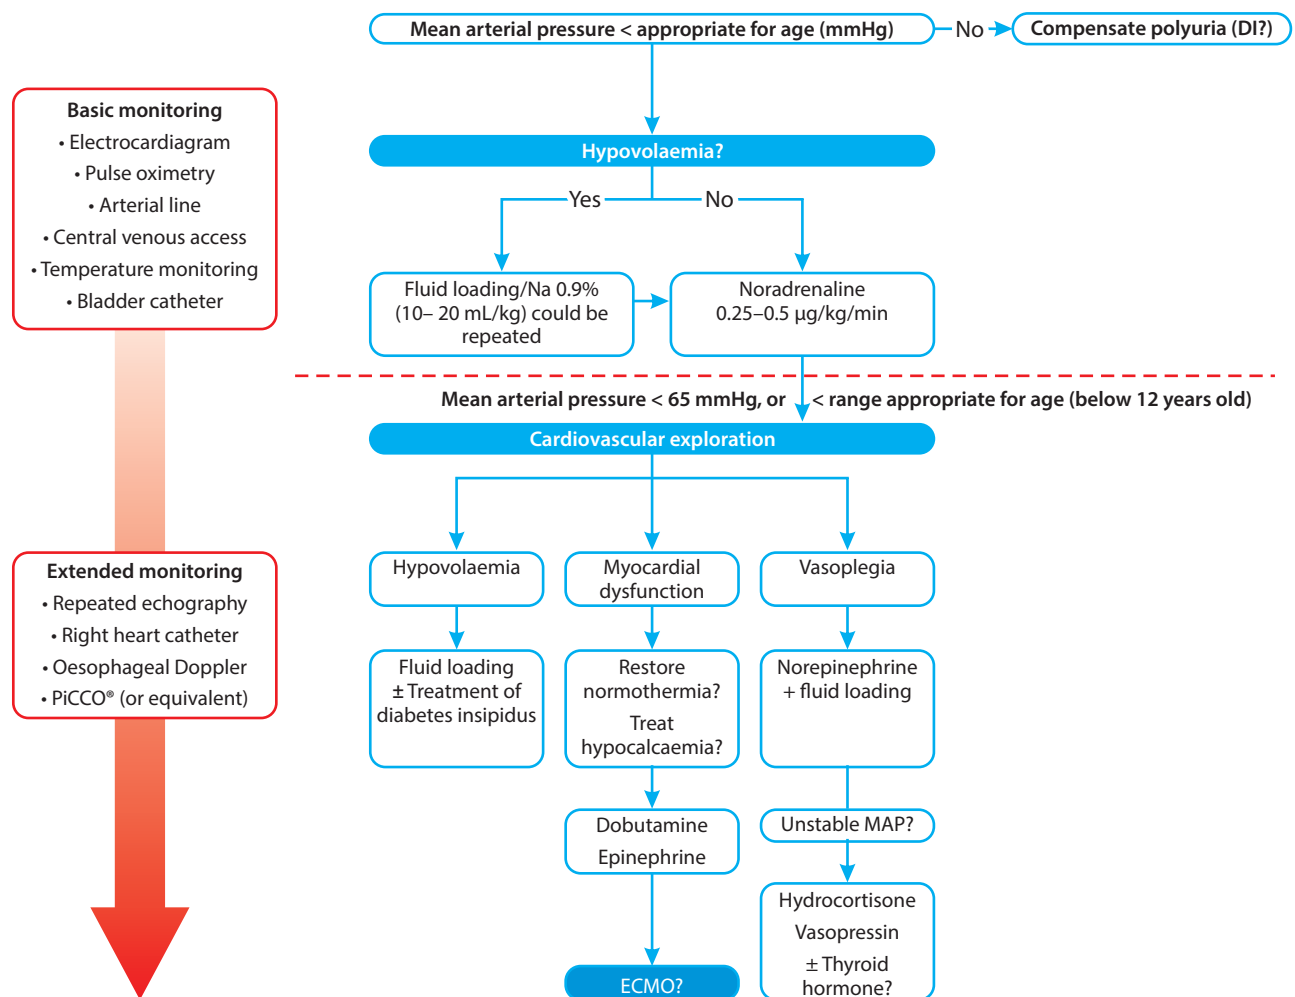 Mean arterial pressure < appropriate for age (mmHg)
No
Compensate polyuria (DI?)
Basic monitoring
• Electrocardiagram
• Pulse oximetry
• Arterial line
• Central venous access
• Temperature monitoring
• Bladder catheter
Hypovolaemia?
Yes
No
Fluid loading/Na 0.9%
(10– 20 mL/kg) could be
repeated
Noradrenaline
0.25–0.5 µg/kg/min
Mean arterial pressure < 65 mmHg, or
< range appropriate for age (below 12 years old)
Cardiovascular exploration
Extended monitoring
• Repeated echography
• Right heart catheter
• Oesophageal Doppler
• PiCCO® (or equivalent)
Hypovolaemia
Myocardial
dysfunction
Vasoplegia
Fluid loading
± Treatment of
diabetes insipidus
Restore
normothermia?
Treat
hypocalcaemia?
Norepinephrine
+ fluid loading
Dobutamine
Epinephrine
Unstable MAP?
Hydrocortisone
Vasopressin
± Thyroid
hormone?
ECMO?